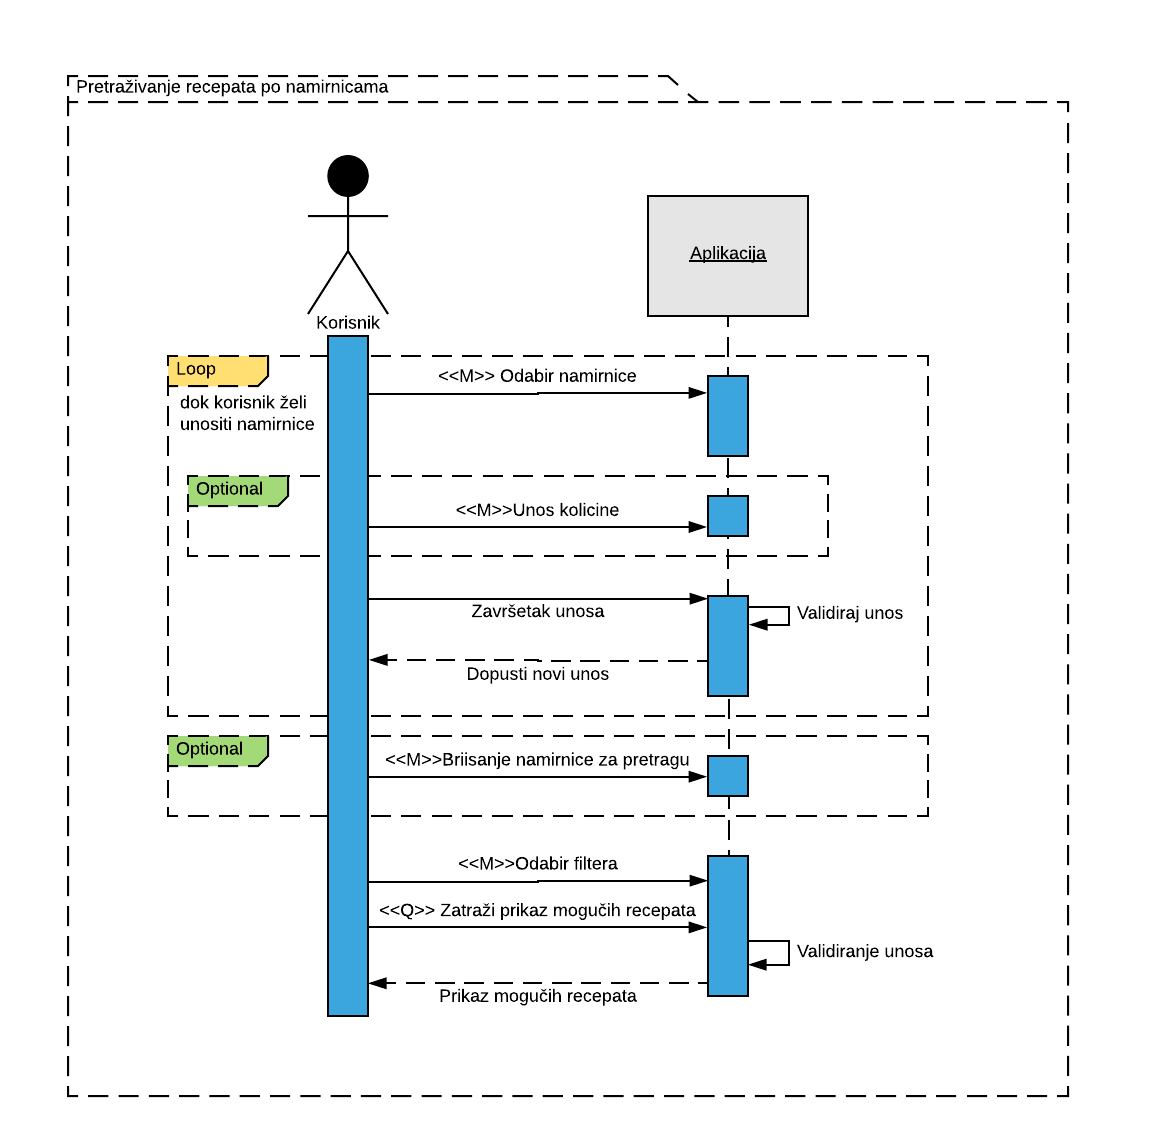 Pretraživanje recepata po namirnicama
Aplikacija
Korisnik
Loop
dok korisnik želi
unositi namirnice
<<M>> Odabir namirnice
Optional
<<M>>Unos kolicine
Završetak unosa
Validiraj unos
Dopusti novi unos
Optional
<<M>>Briisanje namirnice za pretragu
<<M>>Odabir filtera
<<Q>> Zatraži prikaz mogučih recepata
Validiranje unosa
Prikaz mogučih recepata